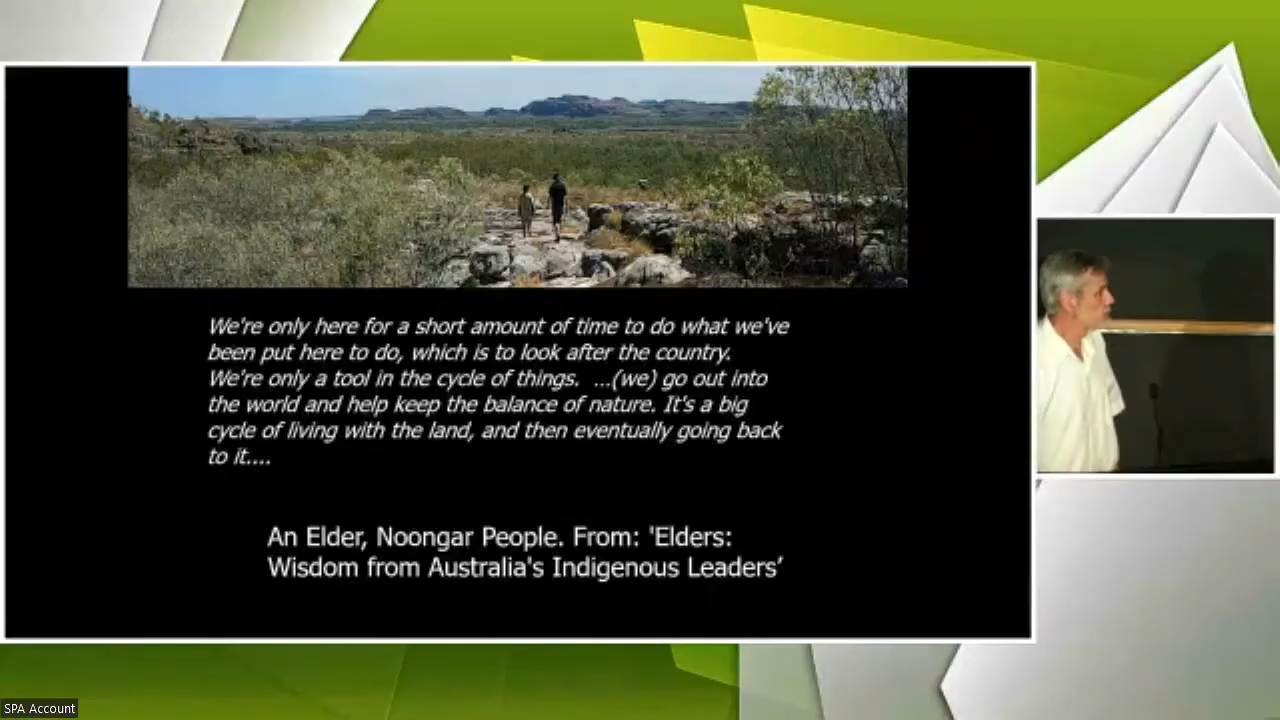 We're only here for a short amount of time to do what we've
been put here to do, which is to look after the country.
We're only a tool in the cycle of things.  ...(we) go out into
the world and help keep the balance of nature. It's a big
cycle of living with the land, and then eventually going back
to it....
An Elder, Noongar People. From: 'Elders:
Wisdom from Australia's Indigenous Leaders’
SPA Account